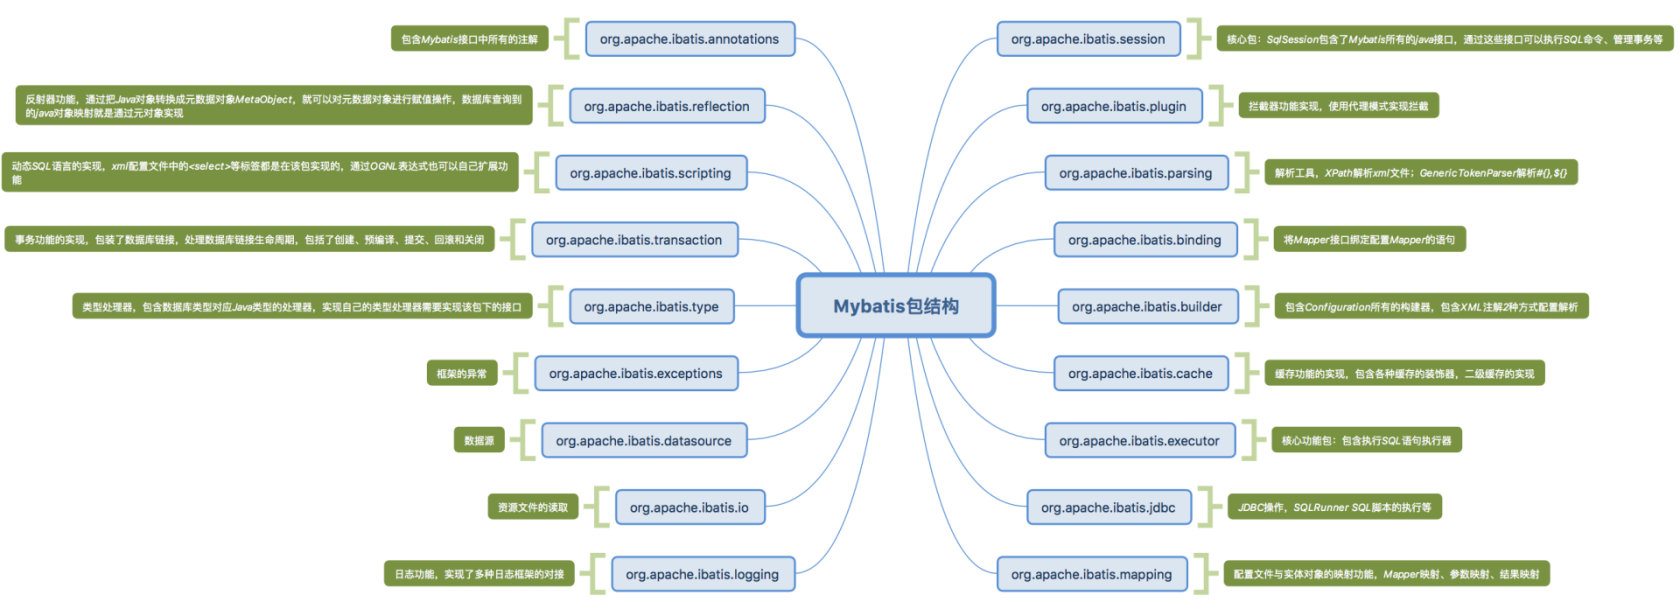 Mybatis包结构
org.apache.ibatis.annotations
包含Mybatis接口中所有的注解
org.apache.ibatis.reflection
反射器功能，通过把Java对象转换成元数据对象MetaObject，就可以对元数据对象进行赋值操作，数据库查询到
的java对象映射就是通过元对象实现
org.apache.ibatis.scripting
动态SQL语言的实现，xml配置文件中的<select>等标签都是在该包实现的，通过OGNL表达式也可以自己扩展功
能
org.apache.ibatis.transaction
事务功能的实现，包装了数据库链接，处理数据库链接生命周期，包括了创建、预编译、提交、回滚和关闭
org.apache.ibatis.type
类型处理器，包含数据库类型对应Java类型的处理器，实现自己的类型处理器需要实现该包下的接口
org.apache.ibatis.exceptions
框架的异常
org.apache.ibatis.datasource
数据源
org.apache.ibatis.io
资源文件的读取
org.apache.ibatis.logging
日志功能，实现了多种日志框架的对接
org.apache.ibatis.session
核心包：SqlSession包含了Mybatis所有的java接口，通过这些接口可以执行SQL命令、管理事务等
org.apache.ibatis.plugin
拦截器功能实现，使用代理模式实现拦截
org.apache.ibatis.parsing
解析工具，XPath解析xml文件；GenericTokenParser解析#{},${}
org.apache.ibatis.binding
将Mapper接口绑定配置Mapper的语句
org.apache.ibatis.builder
包含Configuration所有的构建器，包含XML注解2种方式配置解析
org.apache.ibatis.cache
缓存功能的实现，包含各种缓存的装饰器，二级缓存的实现
org.apache.ibatis.executor
核心功能包：包含执行SQL语句执行器
org.apache.ibatis.jdbc
JDBC操作，SQLRunner SQL脚本的执行等
org.apache.ibatis.mapping
配置文件与实体对象的映射功能，Mapper映射、参数映射、结果映射